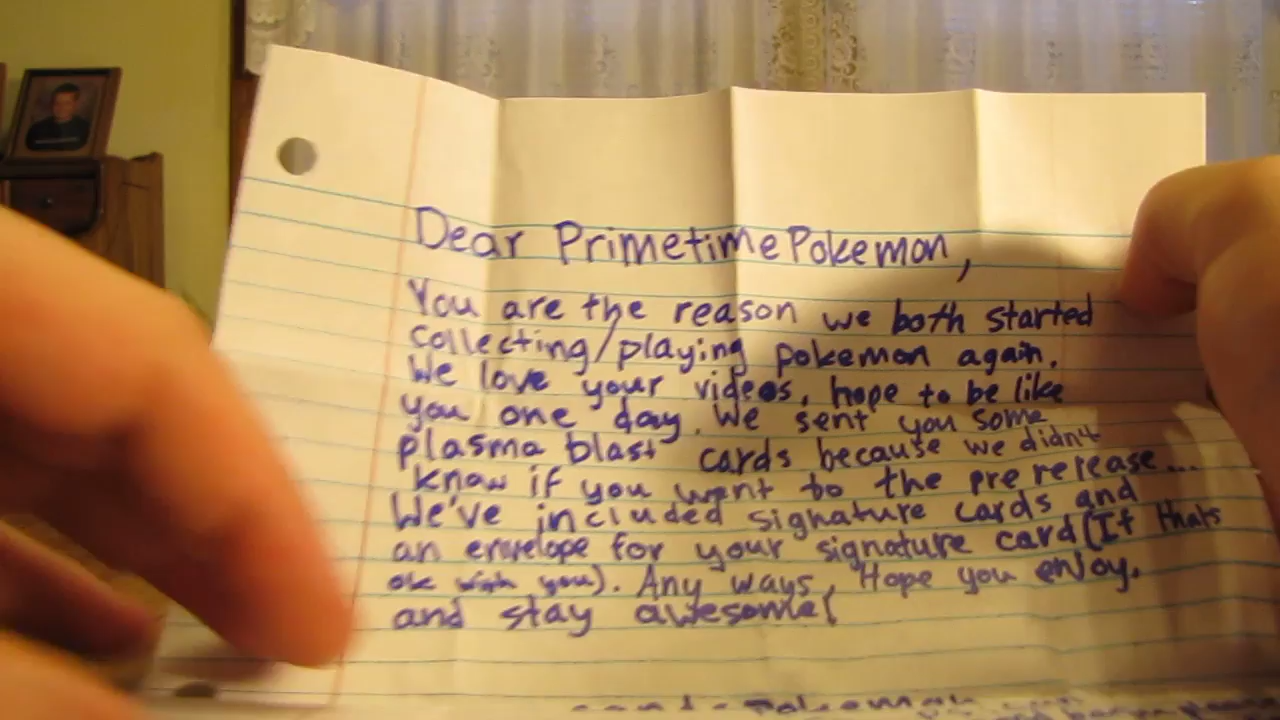 Dear PrimetimePokemon,
You are the reason we both started
collecting/playing pokemon again.
We love your videos, hope to be like
you one day. We sent you some
plasma blast cards because we didn't
know if you went to the pre rerease...
We've included signature cards and
an envelope for your signature card (If thats
ok with you). Any ways, Hope you enjoy,
and stay awesome!